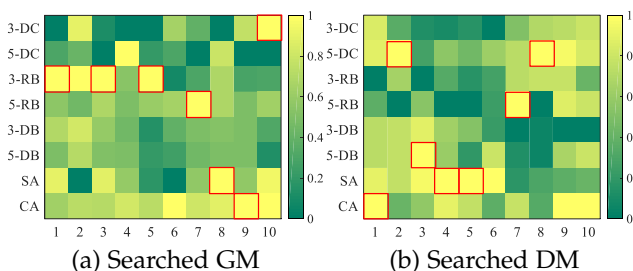 3-DC
5-DC
3-RB
5-RB
3-DB
5-DB
SA
CA
1 2 3 4 5 6 7 8 9 10
1
0.8
0.6
0.4
0.2
0
(a) Searched GM
3-DC
5-DC
3-RB
5-RB
3-DB
5-DB
SA
CA
1 2 3 4 5 6 7 8 9 10
1
0
0
0
0
0
(b) Searched DM